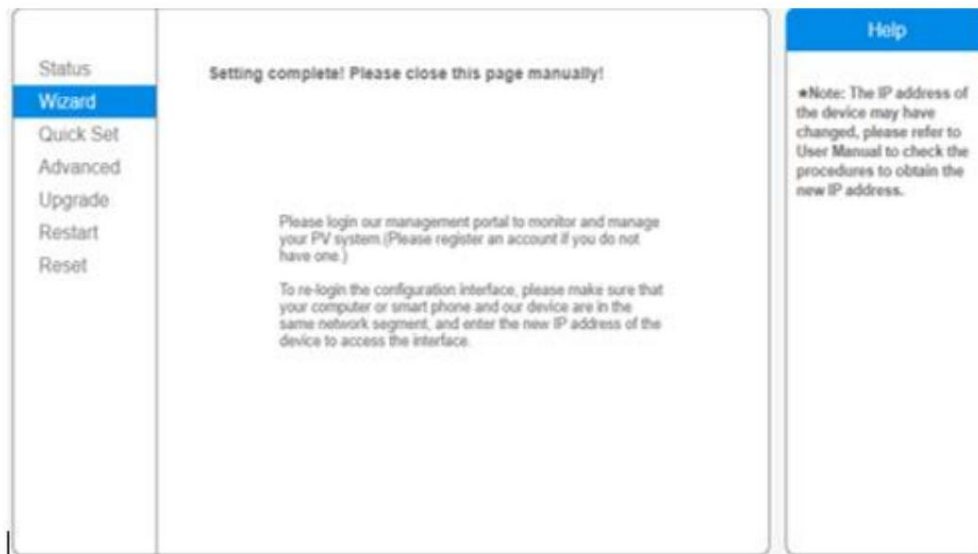 Status
Wizard
Quick Set
Advanced
Upgrade
Restart
Reset
Setting complete! Please close this page manually!
Please login our management portal to monitor and manage
your PV system.(Please register an account if you do not
have one.)
To re-login the configuration interface, please make sure that
your computer or smart phone and our device are in the
same network segment, and enter the new IP address of the
device to access the interface.
Help
★Note: The IP address of
the device may have
changed, please refer to
User Manual to check the
procedures to obtain the
new IP address.